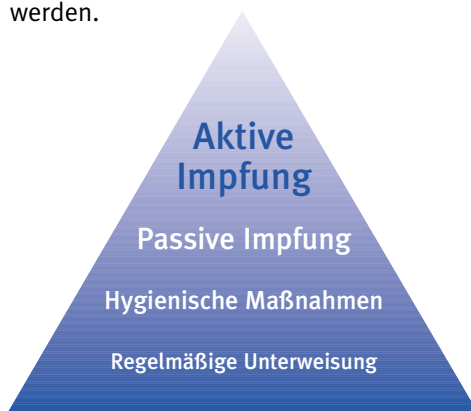 werden.
Aktive
Impfung
Passive Impfung
Hygienische Maßnahmen
Regelmäßige Unterweisung